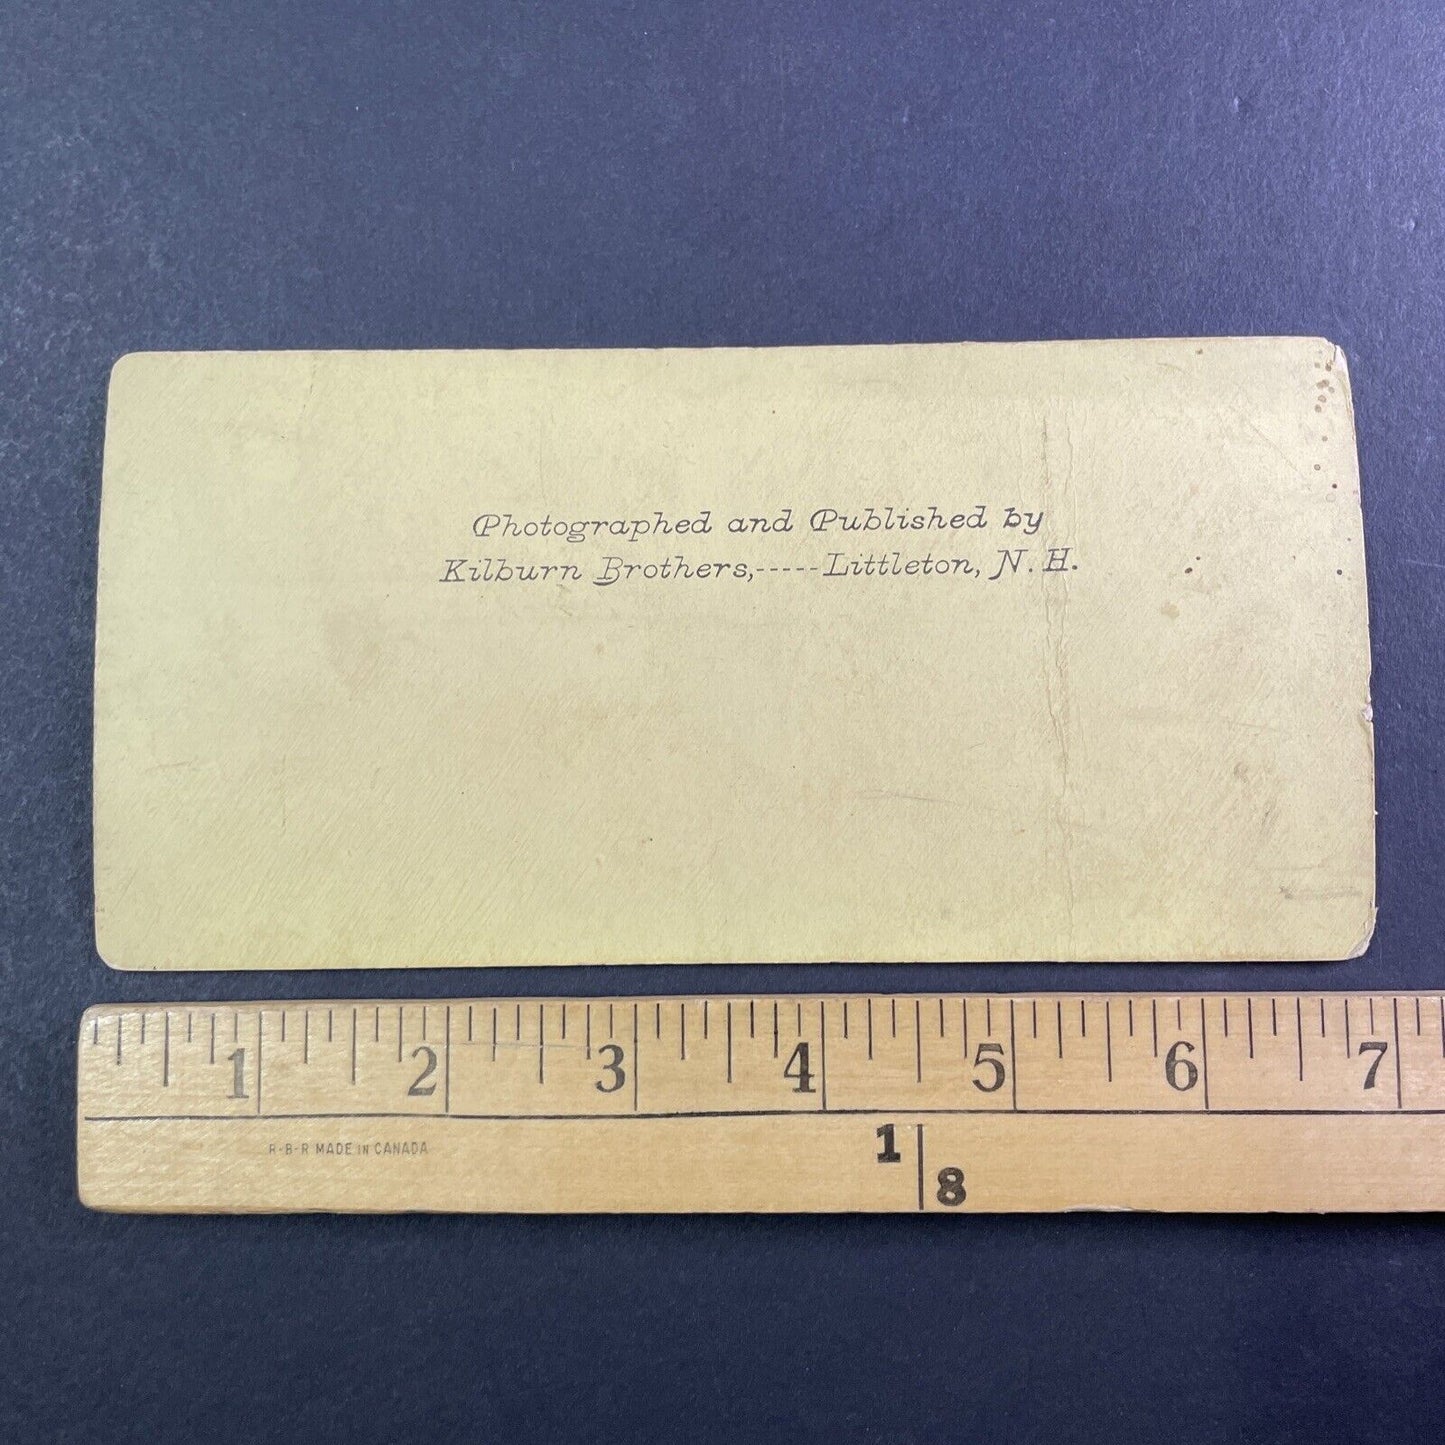 Photographed and Published by
Kilburn Brothers,-----Littleton, N. H.
1 2 3 4 5 6 7
R-B-R MADE IN CANADA
1 8